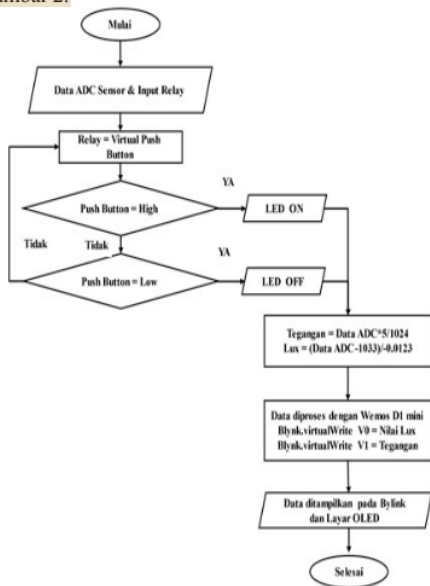 Mulai
Data ADC Sensor & Input Relay
Relay = Virtual Push
Button
YA
Push Button = High
LED ON
Tidak
Tidak
YA
Push Button = Low
LED OFF
Tegangan = Data ADC*5/1024
Lux = (Data ADC-1033)/-0.0123
Data diproses dengan Wemos D1 mini
Blynk.virtualWrite V0 = Nilai Lux
Blynk.virtualWrite V1 = Tegangan
Data ditampilkan pada Bylink
dan Layar OLED
Selesai